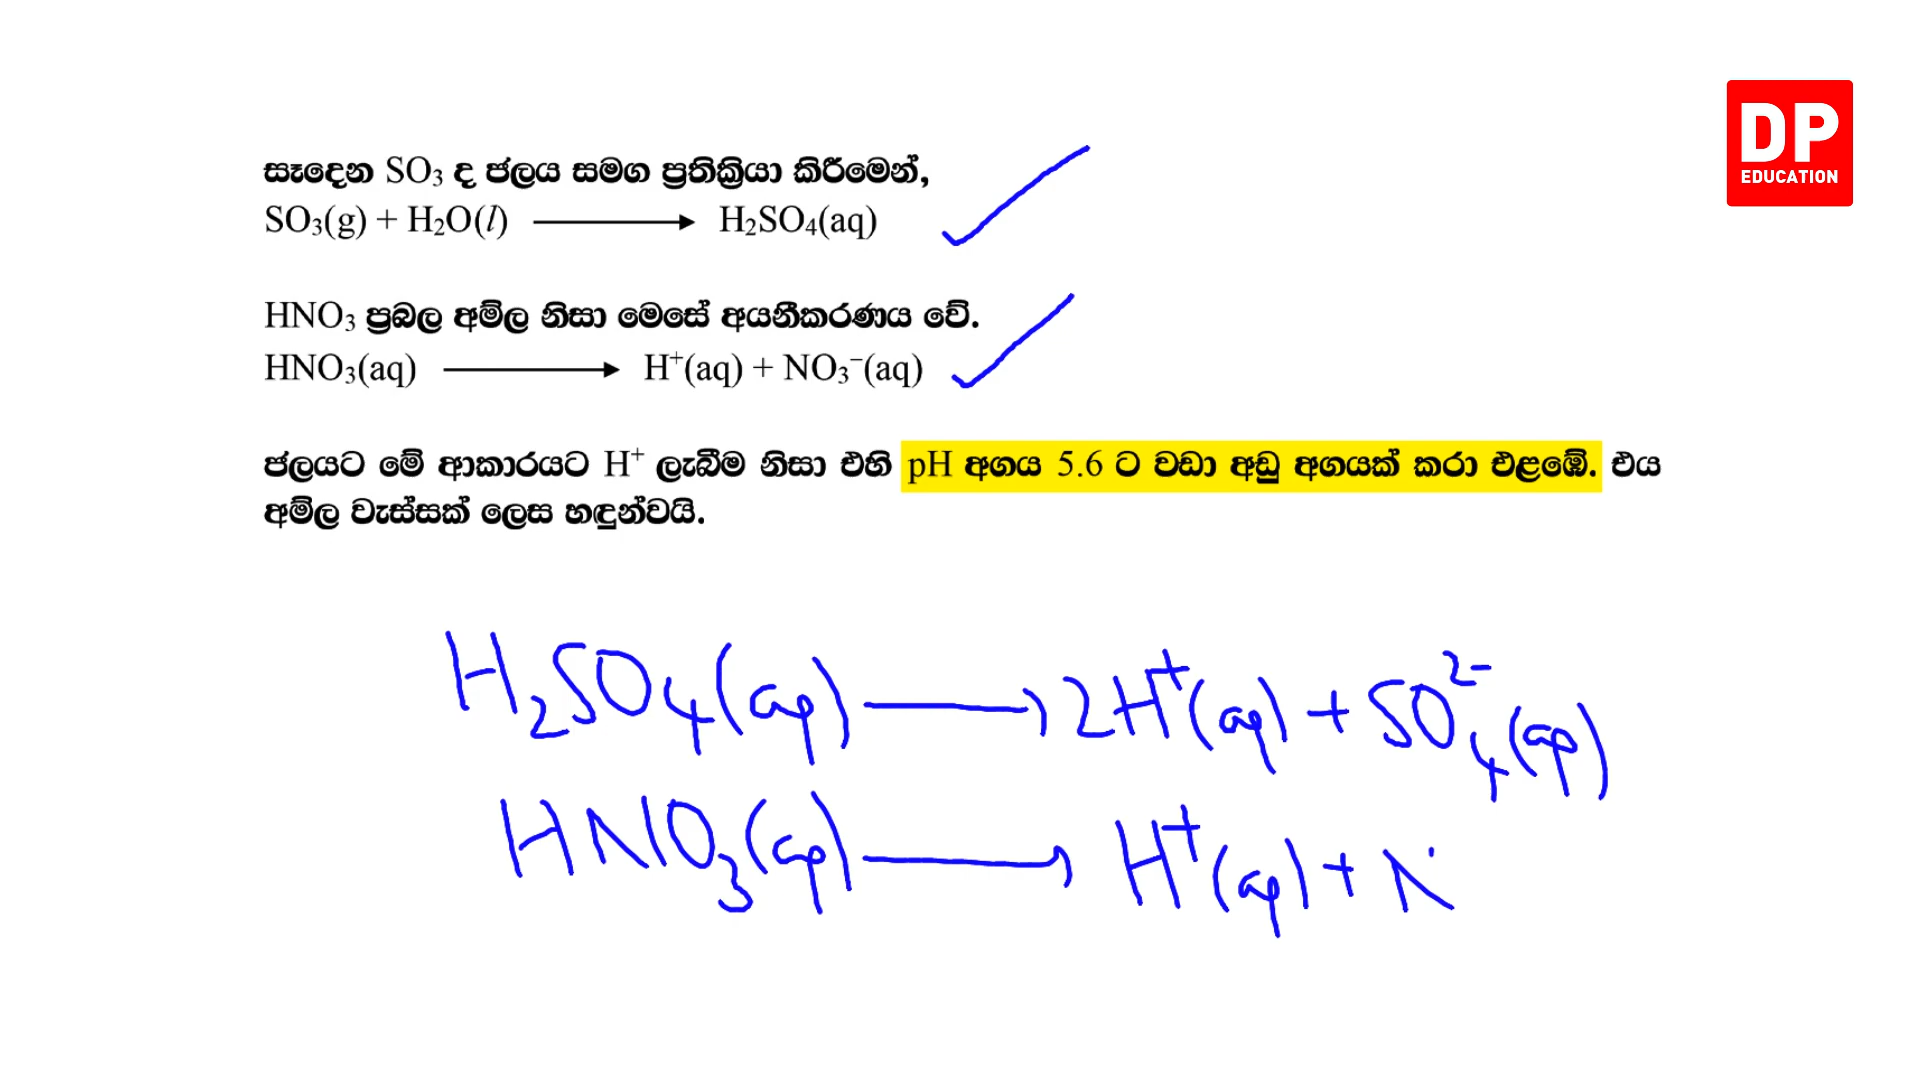 DP
EDUCATION
සෑදෙන SO₃ ද ජලය සමග ප්‍රතික්‍රියා කිරීමෙන්,
SO₃(g) + H₂O(l) ⟶ H₂SO₄(aq)
HNO₃ ප්‍රබල අම්ල නිසා මෙසේ අයනීකරණය වේ.
HNO₃(aq) ⟶ H⁺(aq) + NO₃⁻(aq)
ජලයට මේ ආකාරයට H⁺ ලැබීම නිසා එහි pH අගය 5.6 ට වඩා අඩු අගයක් කරා එළඹේ. එය
අම්ල වැස්සක් ලෙස හඳුන්වයි.
H₂SO₄(aq) ⟶ 2H⁺(aq) + SO₄²⁻(aq)
HNO₃(aq) ⟶ H⁺(aq) + N